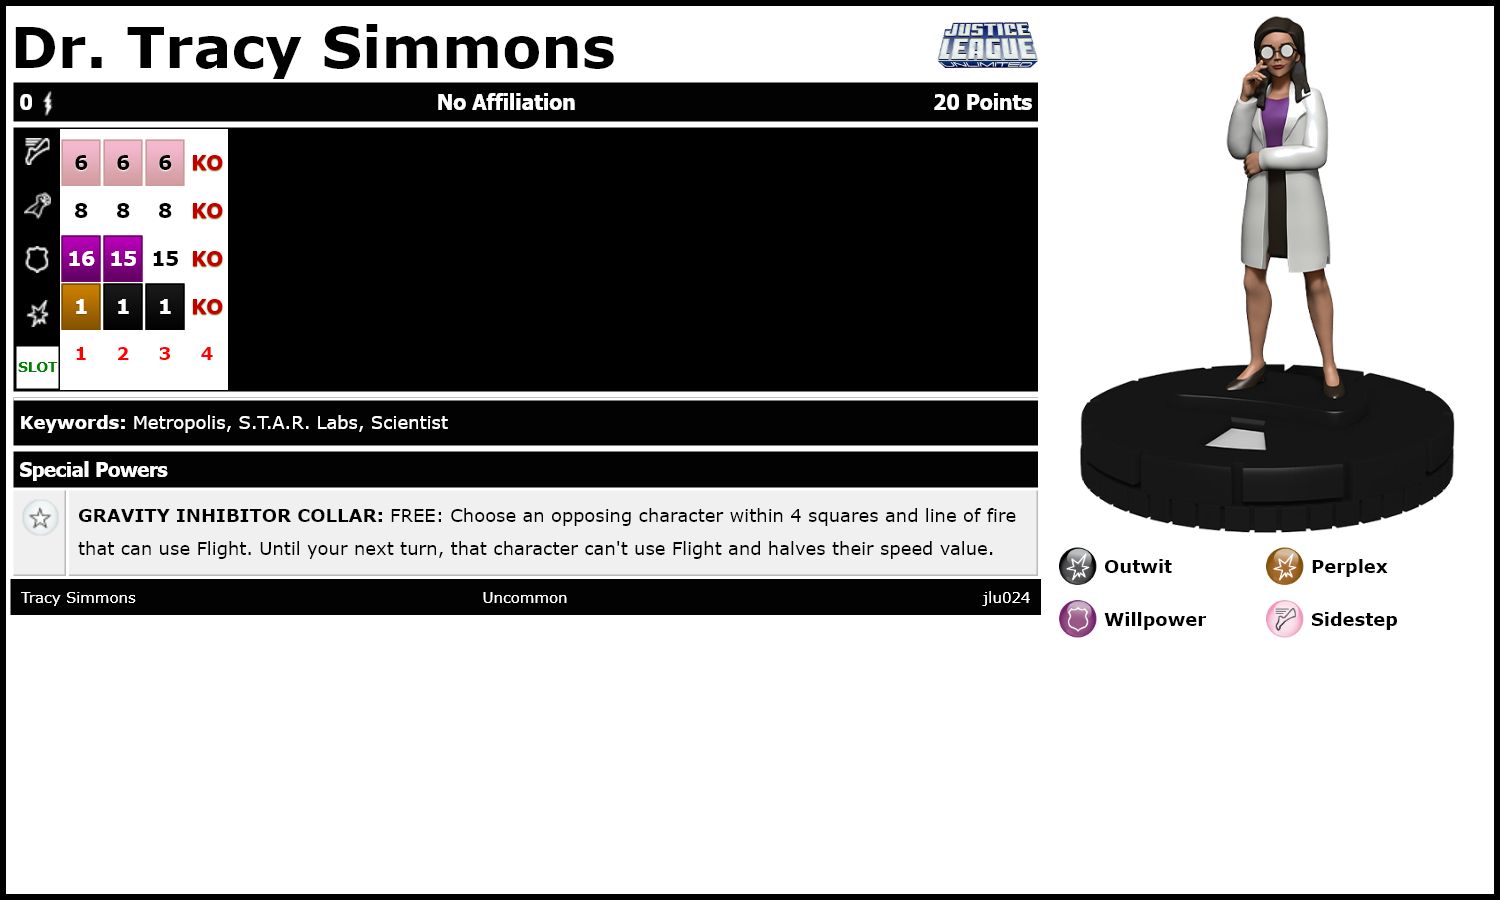 Dr. Tracy Simmons
JUSTICE
LEAGUE
UNLIMITED
0 No Affiliation 20 Points
6 6 6 KO
8 8 8 KO
16 15 15 KO
1 1 1 KO
SLOT 1 2 3 4
Keywords: Metropolis, S.T.A.R. Labs, Scientist
Special Powers
GRAVITY INHIBITOR COLLAR: FREE: Choose an opposing character within 4 squares and line of fire
that can use Flight. Until your next turn, that character can't use Flight and halves their speed value.
Tracy Simmons Uncommon jlu024
Outwit Perplex
Willpower Sidestep